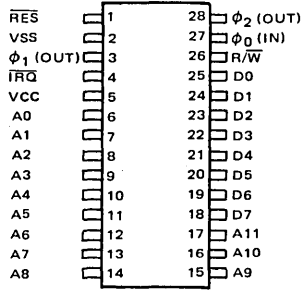 R̅E̅S̅ 1 28 ϕ₂ (OUT)
VSS 2 27 ϕ₀ (IN)
ϕ₁ (OUT) 3 26 R/W̅
I̅R̅Q̅ 4 25 D0
VCC 5 24 D1
A0 6 23 D2
A1 7 22 D3
A2 8 21 D4
A3 9 20 D5
A4 10 19 D6
A5 11 18 D7
A6 12 17 A11
A7 13 16 A10
A8 14 15 A9